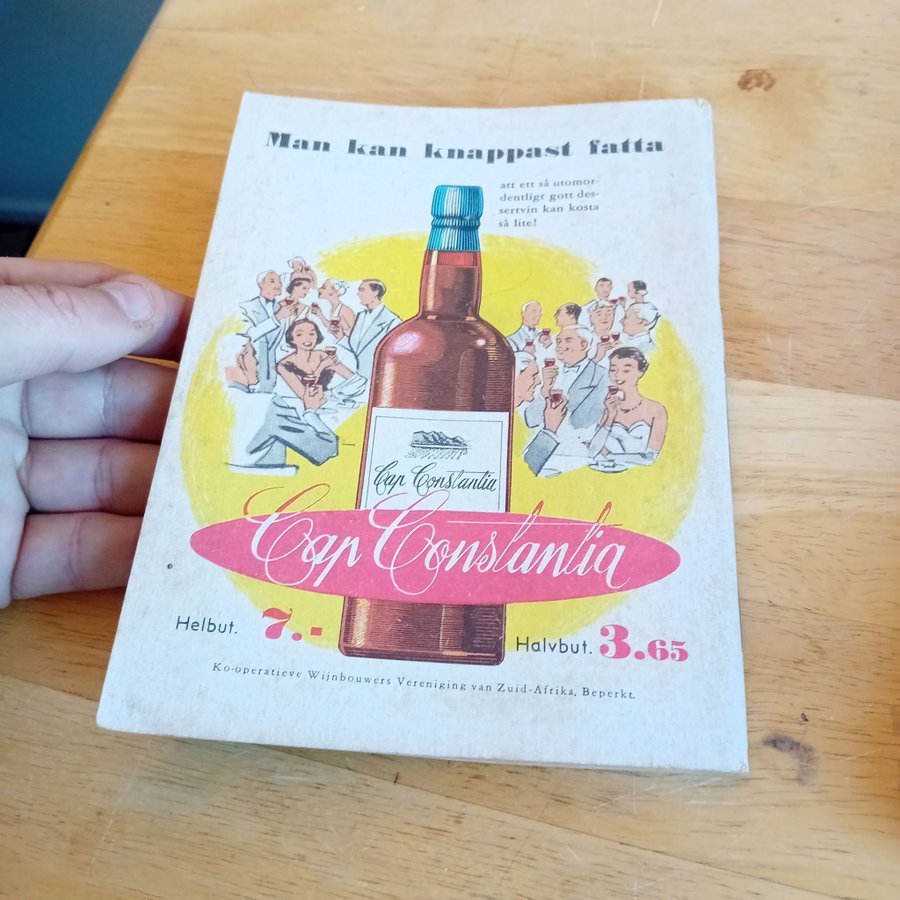 Man kan knappast fatta
att ett så utomor-
dentligt gott des-
sertvin kan kosta
så lite!
Cap Constantia
Cap Constantia
Helbut. 7.-
Halvbut. 3.65
Ko-operatieve Wijnbouwers Vereniging van Zuid-Afrika, Beperkt.